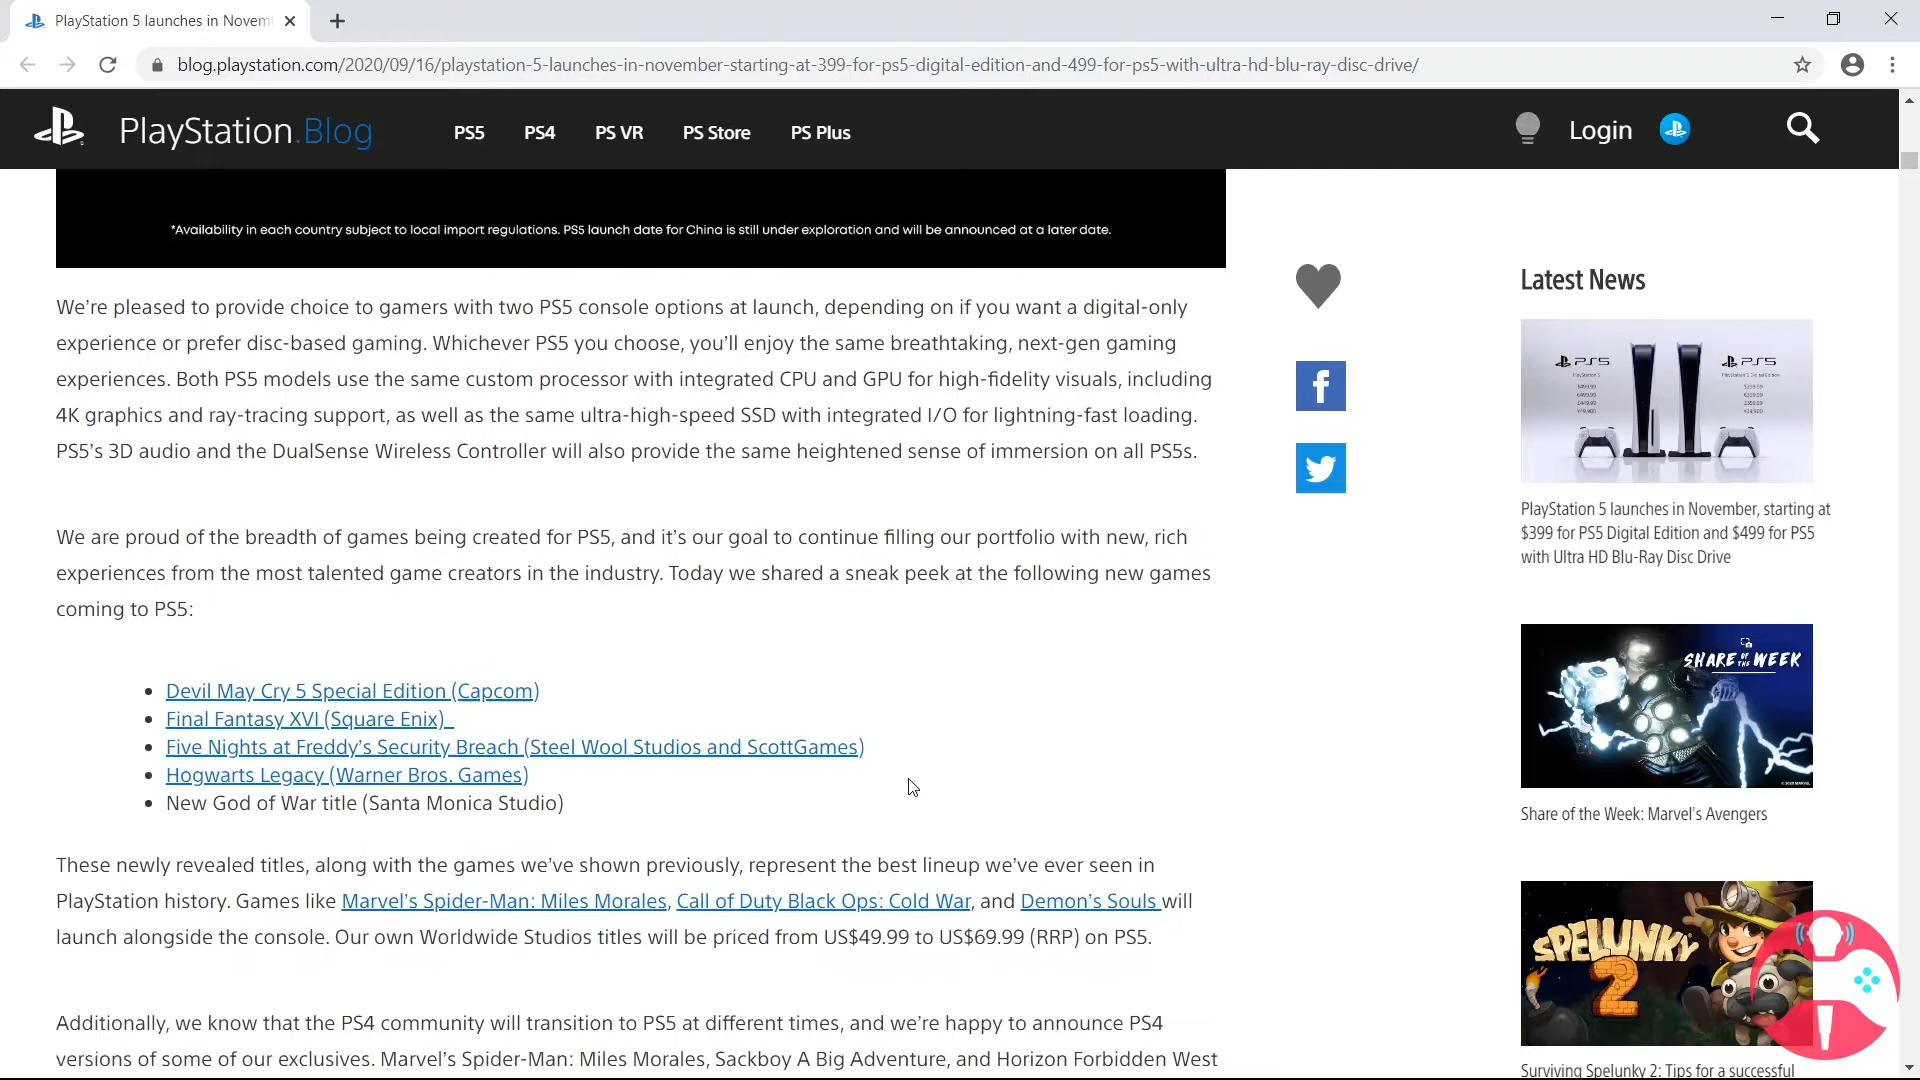 PlayStation 5 launches in Novem
blog.playstation.com/2020/09/16/playstation-5-launches-in-november-starting-at-399-for-ps5-digital-edition-and-499-for-ps5-with-ultra-hd-blu-ray-disc-drive/
PlayStation.Blog
PS5
PS4
PS VR
PS Store
PS Plus
Login
*Availability in each country subject to local import regulations. PS5 launch date for China is still under exploration and will be announced at a later date.
We’re pleased to provide choice to gamers with two PS5 console options at launch, depending on if you want a digital-only
experience or prefer disc-based gaming. Whichever PS5 you choose, you’ll enjoy the same breathtaking, next-gen gaming
experiences. Both PS5 models use the same custom processor with integrated CPU and GPU for high-fidelity visuals, including
4K graphics and ray-tracing support, as well as the same ultra-high-speed SSD with integrated I/O for lightning-fast loading.
PS5’s 3D audio and the DualSense Wireless Controller will also provide the same heightened sense of immersion on all PS5s.
We are proud of the breadth of games being created for PS5, and it’s our goal to continue filling our portfolio with new, rich
experiences from the most talented game creators in the industry. Today we shared a sneak peek at the following new games
coming to PS5:
Devil May Cry 5 Special Edition (Capcom)
Final Fantasy XVI (Square Enix)
Five Nights at Freddy’s Security Breach (Steel Wool Studios and ScottGames)
Hogwarts Legacy (Warner Bros. Games)
New God of War title (Santa Monica Studio)
These newly revealed titles, along with the games we’ve shown previously, represent the best lineup we’ve ever seen in
PlayStation history. Games like Marvel’s Spider-Man: Miles Morales, Call of Duty Black Ops: Cold War, and Demon’s Souls will
launch alongside the console. Our own Worldwide Studios titles will be priced from US$49.99 to US$69.99 (RRP) on PS5.
Additionally, we know that the PS4 community will transition to PS5 at different times, and we’re happy to announce PS4
versions of some of our exclusives. Marvel’s Spider-Man: Miles Morales, Sackboy A Big Adventure, and Horizon Forbidden West
Latest News
PS5
PS5
PlayStation 5 launches in November, starting at
$399 for PS5 Digital Edition and $499 for PS5
with Ultra HD Blu-Ray Disc Drive
SHARE OF THE WEEK
Share of the Week: Marvel’s Avengers
SPELUNKY
2
Surviving Spelunky 2: Tips for a successful